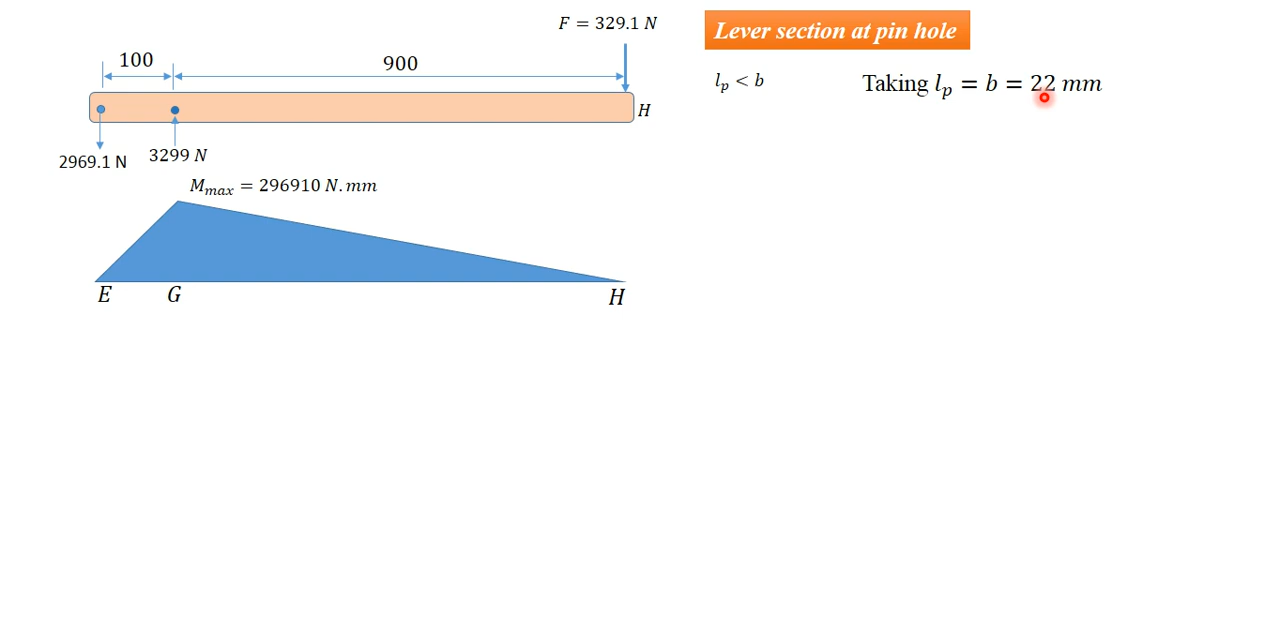 F = 329.1 N
100
900
H
2969.1 N
3299 N
M_max = 296910 N.mm
E
G
H
Lever section at pin hole
l_p < b
Taking l_p = b = 22 mm